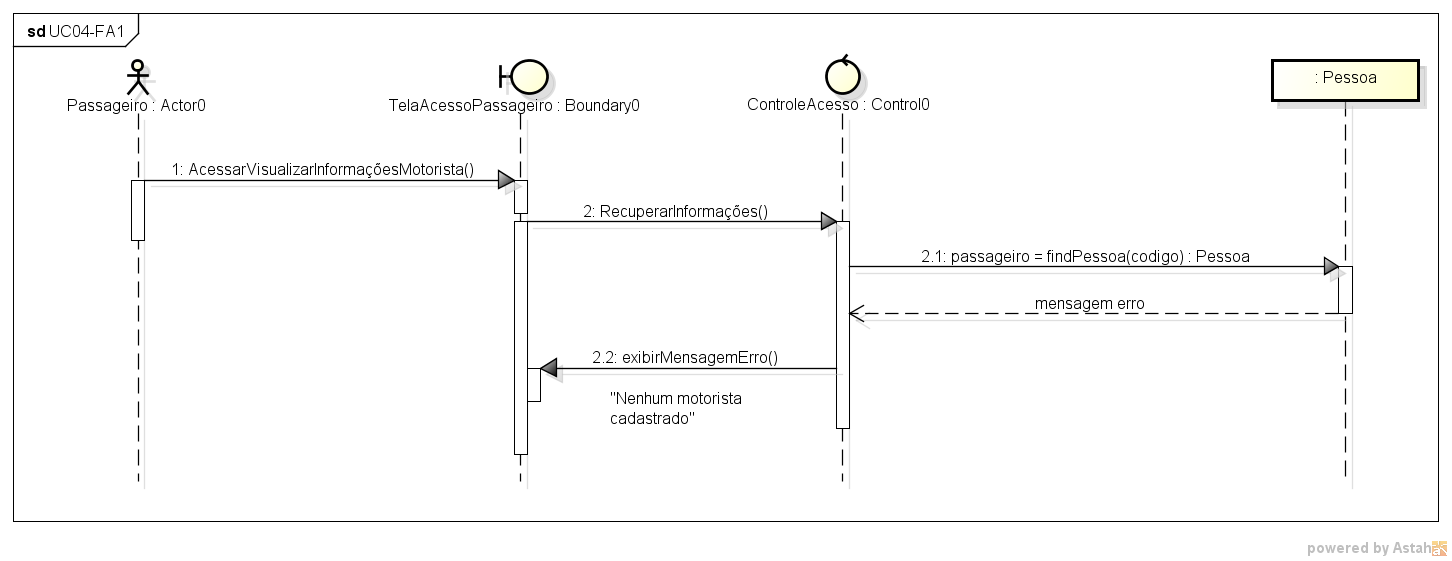 sd UC04-FA1
Passageiro : Actor0
TelaAcessoPassageiro : Boundary0
ControleAcesso : Control0
: Pessoa
1: AcessarVisualizarInformaçõesMotorista()
2: RecuperarInformações()
2.1: passageiro = findPessoa(codigo) : Pessoa
mensagem erro
2.2: exibirMensagemErro()
"Nenhum motorista
cadastrado"
powered by Astah